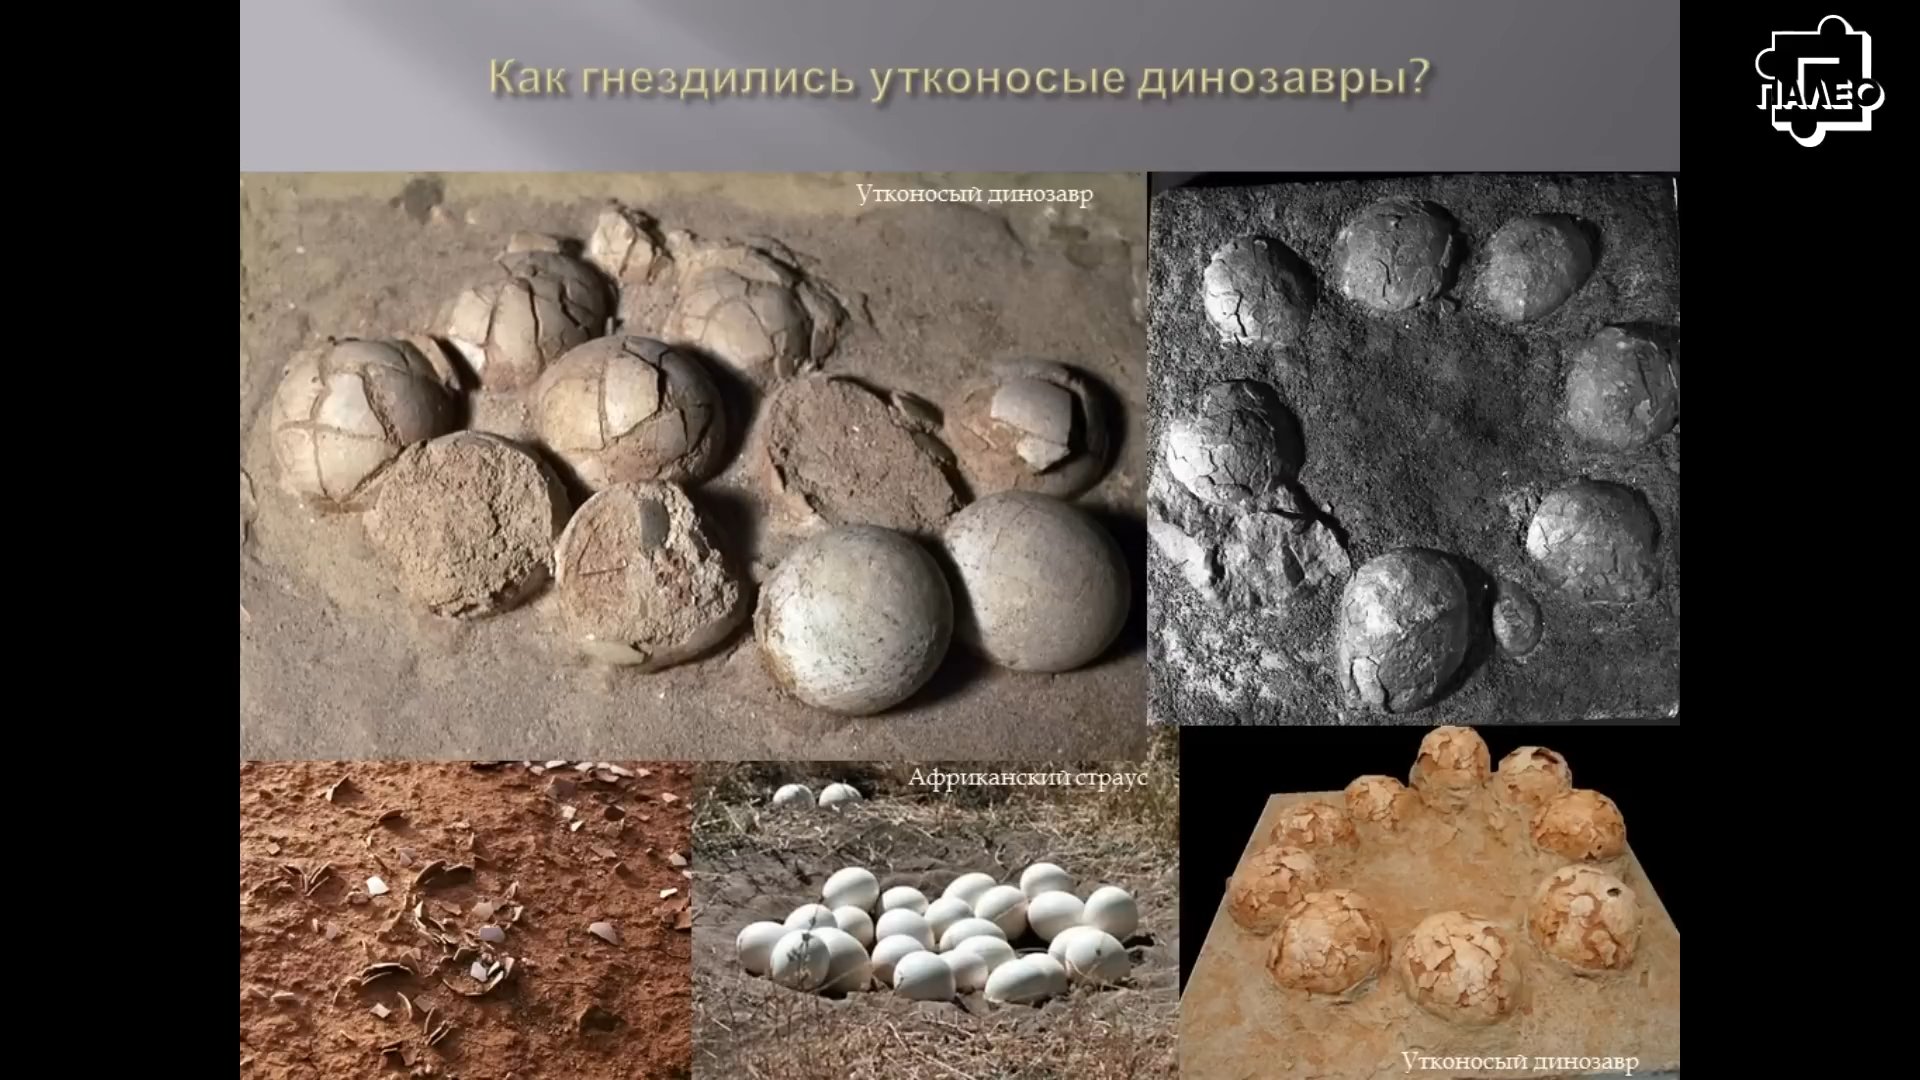 Как гнездились утконосые динозавры?
ПАЛЕО
Утконосый динозавр
Африканский страус
Утконосый динозавр